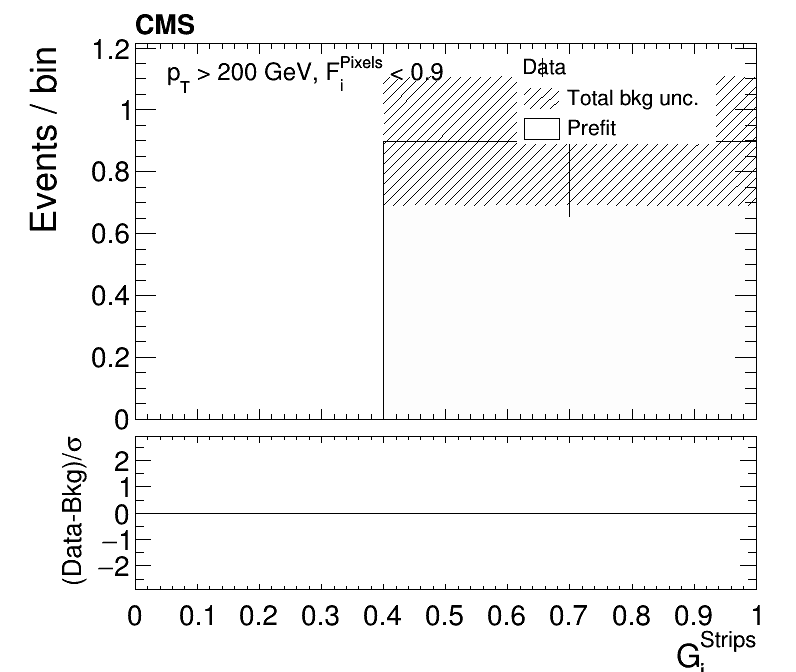 CMS
p_T > 200 GeV, F_i^Pixels < 0.9
Data
Total bkg unc.
Prefit
Events / bin
1.2
1
0.8
0.6
0.4
0.2
0
(Data-Bkg)/σ
2
1
0
−1
−2
0 0.1 0.2 0.3 0.4 0.5 0.6 0.7 0.8 0.9 1
G_i^Strips